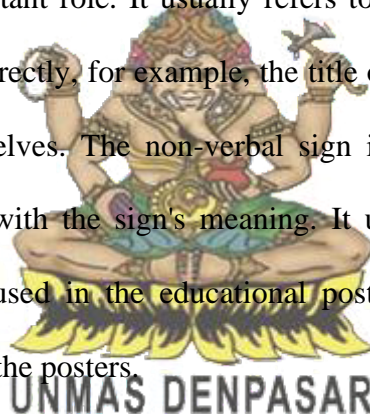 tant role. It usually refers to
rectly, for example, the title
elves. The non-verbal sign i
with the sign's meaning. It u
used in the educational post
the posters.
UNMAS DENPASAR